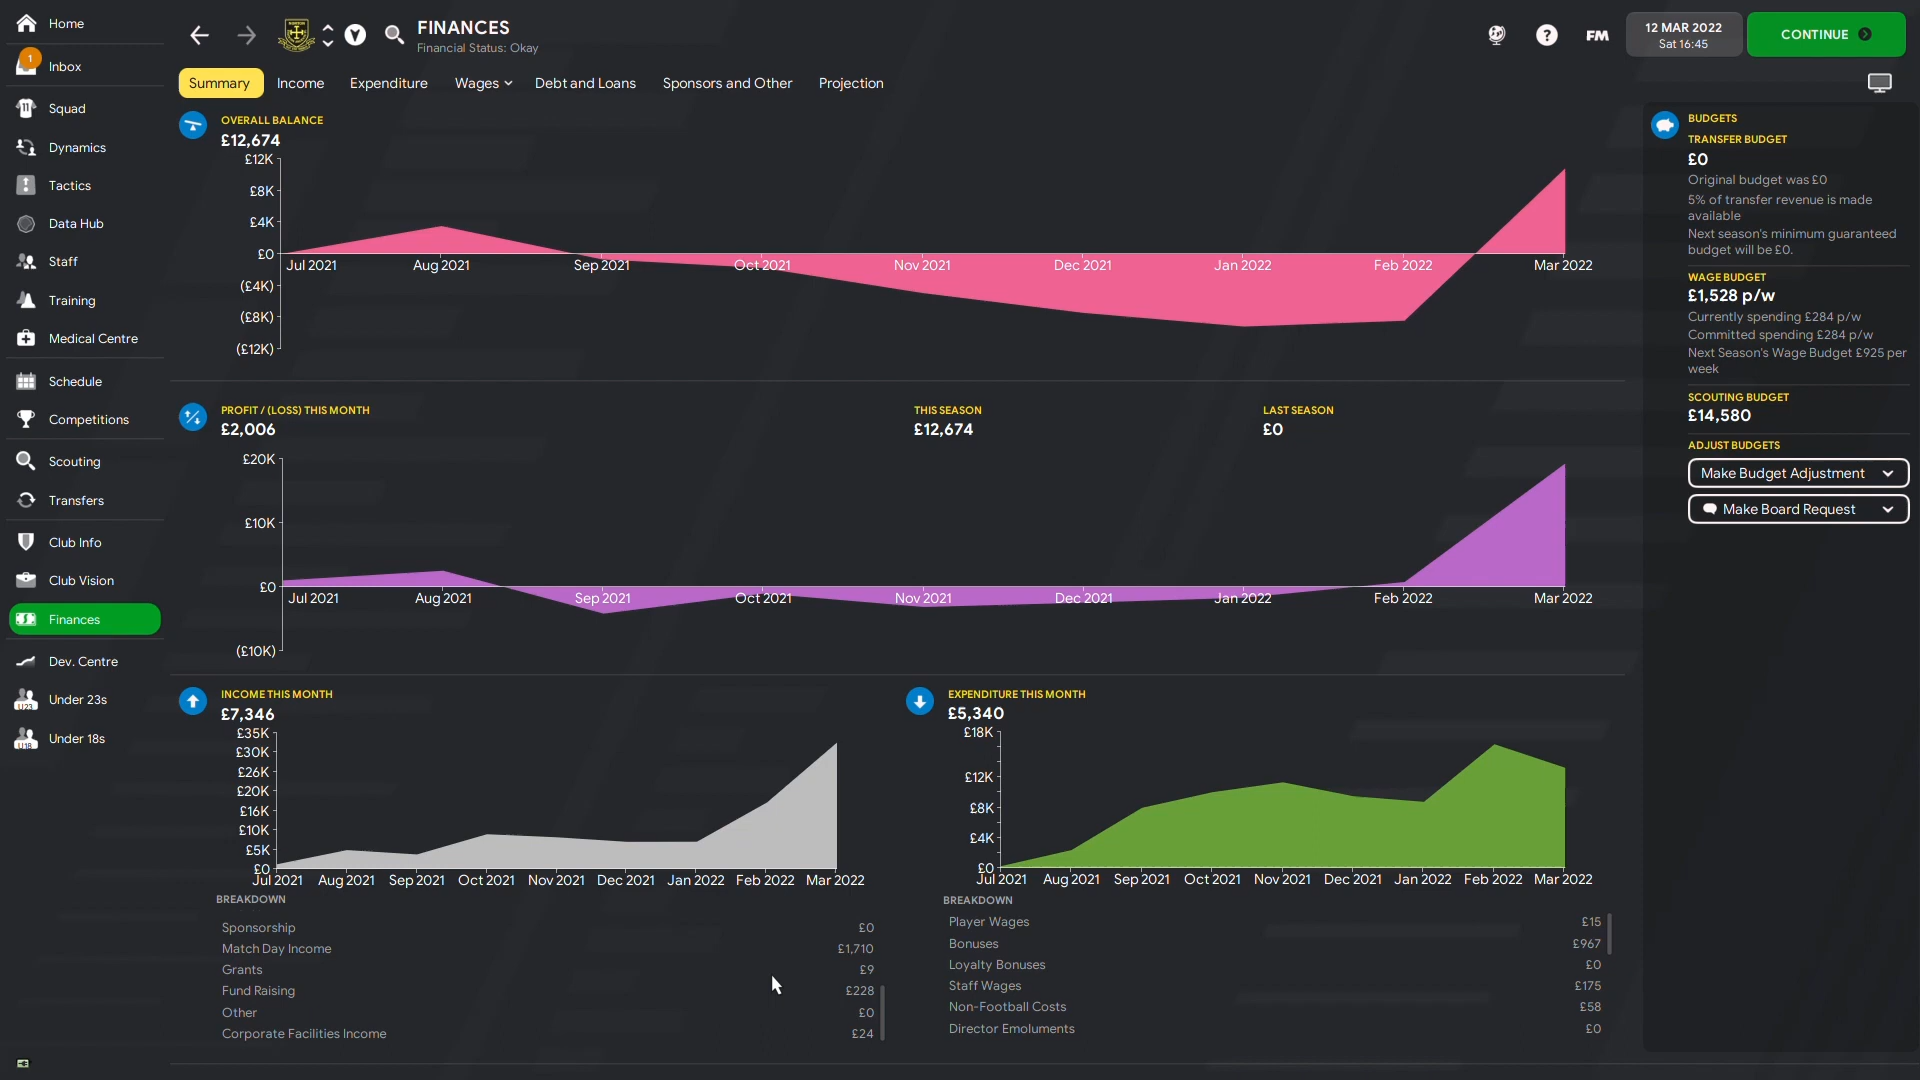 Home
1
Inbox
Squad
Dynamics
Tactics
Data Hub
Staff
Training
Medical Centre
Schedule
Competitions
Scouting
Transfers
Club Info
Club Vision
Finances
Dev. Centre
U23
Under 23s
U18
Under 18s
FINANCES
Financial Status: Okay
?
FM
12 MAR 2022
Sat 16:45
CONTINUE
Summary
Income
Expenditure
Wages
Debt and Loans
Sponsors and Other
Projection
OVERALL BALANCE
£12,674
£12K
£8K
£4K
£0
(£4K)
(£8K)
(£12K)
Jul 2021
Aug 2021
Sep 2021
Oct 2021
Nov 2021
Dec 2021
Jan 2022
Feb 2022
Mar 2022
PROFIT / (LOSS) THIS MONTH
£2,006
THIS SEASON
£12,674
LAST SEASON
£0
£20K
£10K
£0
(£10K)
Jul 2021
Aug 2021
Sep 2021
Oct 2021
Nov 2021
Dec 2021
Jan 2022
Feb 2022
Mar 2022
INCOME THIS MONTH
£7,346
£35K
£30K
£26K
£20K
£16K
£10K
£5K
£0
Jul 2021
Aug 2021
Sep 2021
Oct 2021
Nov 2021
Dec 2021
Jan 2022
Feb 2022
Mar 2022
BREAKDOWN
Sponsorship £0
Match Day Income £1,710
Grants £9
Fund Raising £228
Other £0
Corporate Facilities Income £24
EXPENDITURE THIS MONTH
£5,340
£18K
£12K
£8K
£4K
£0
Jul 2021
Aug 2021
Sep 2021
Oct 2021
Nov 2021
Dec 2021
Jan 2022
Feb 2022
Mar 2022
BREAKDOWN
Player Wages £15
Bonuses £967
Loyalty Bonuses £0
Staff Wages £175
Non-Football Costs £58
Director Emoluments £0
BUDGETS
TRANSFER BUDGET
£0
Original budget was £0
5% of transfer revenue is made
available
Next season's minimum guaranteed
budget will be £0.
WAGE BUDGET
£1,528 p/w
Currently spending £284 p/w
Committed spending £284 p/w
Next Season's Wage Budget £925 per
week
SCOUTING BUDGET
£14,580
ADJUST BUDGETS
Make Budget Adjustment
Make Board Request